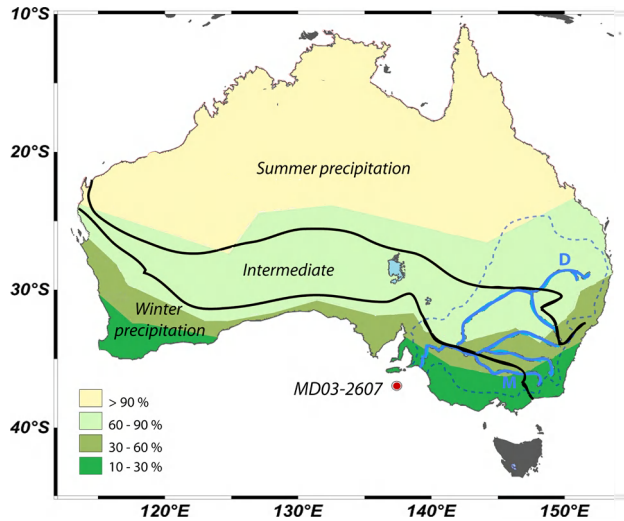 10°S
20°S
30°S
40°S
Summer precipitation
Intermediate
Winter
precipitation
D
M
MD03-2607
> 90 %
60 - 90 %
30 - 60 %
10 - 30 %
120°E
130°E
140°E
150°E